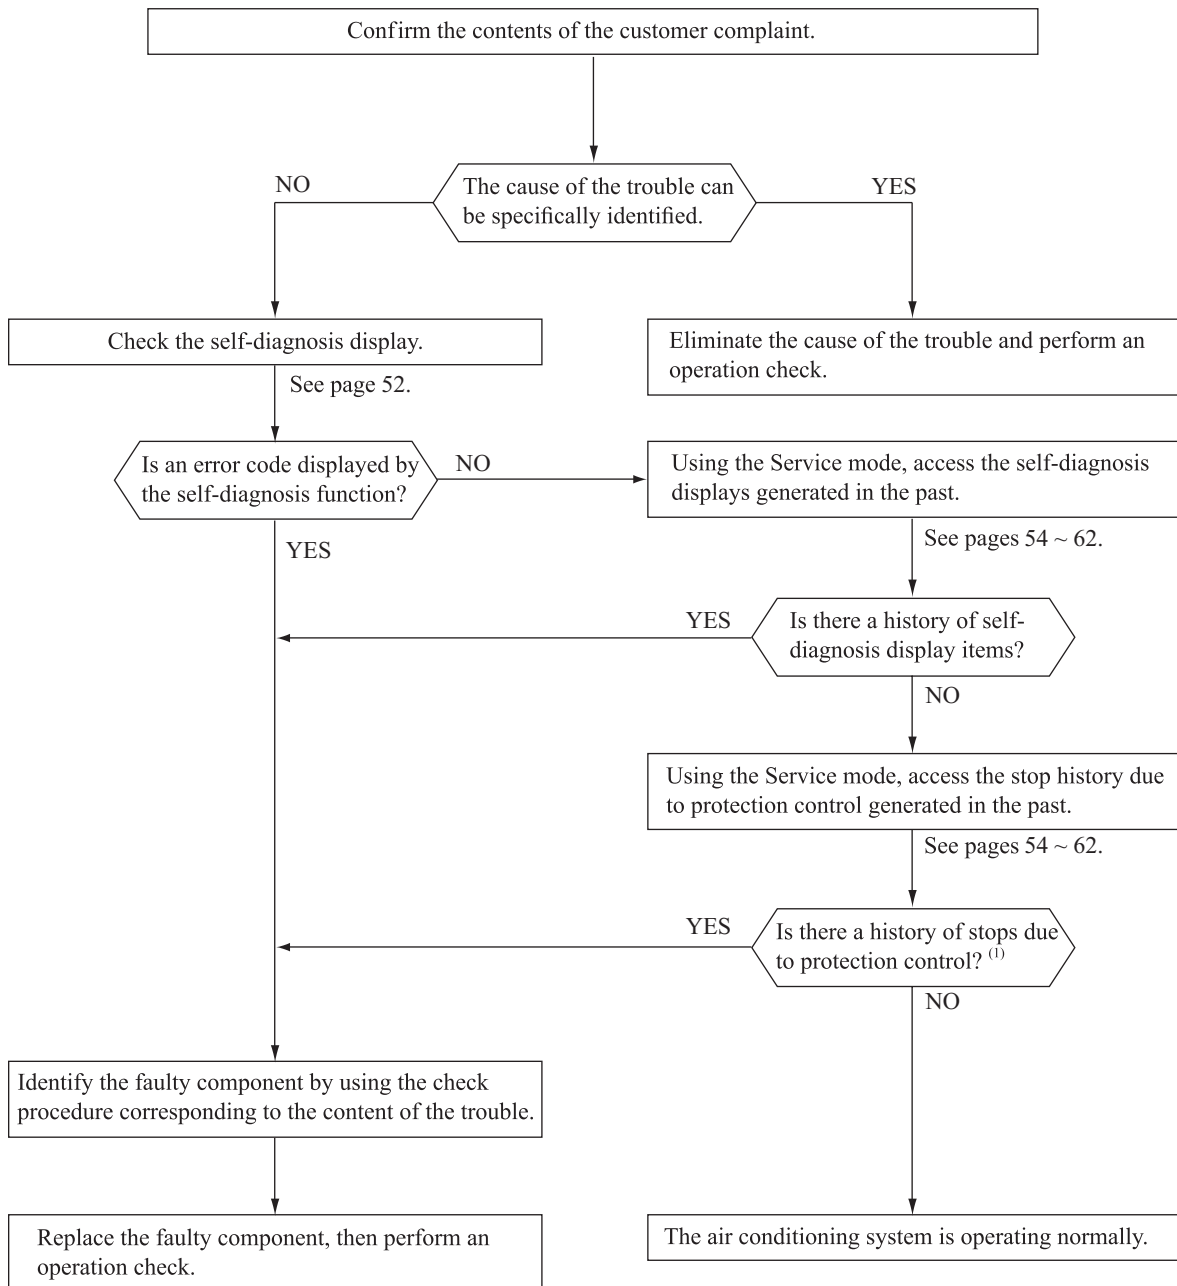 Confirm the contents of the customer complaint.
NO
The cause of the trouble can
be specifically identified.
YES
Check the self-diagnosis display.
See page 52.
Eliminate the cause of the trouble and perform an
operation check.
Is an error code displayed by
the self-diagnosis function?
NO
YES
Using the Service mode, access the self-diagnosis
displays generated in the past.
See pages 54 ~ 62.
YES
Is there a history of self-
diagnosis display items?
NO
Using the Service mode, access the stop history due
to protection control generated in the past.
See pages 54 ~ 62.
YES
Is there a history of stops due
to protection control? (1)
NO
Identify the faulty component by using the check
procedure corresponding to the content of the trouble.
Replace the faulty component, then perform an
operation check.
The air conditioning system is operating normally.